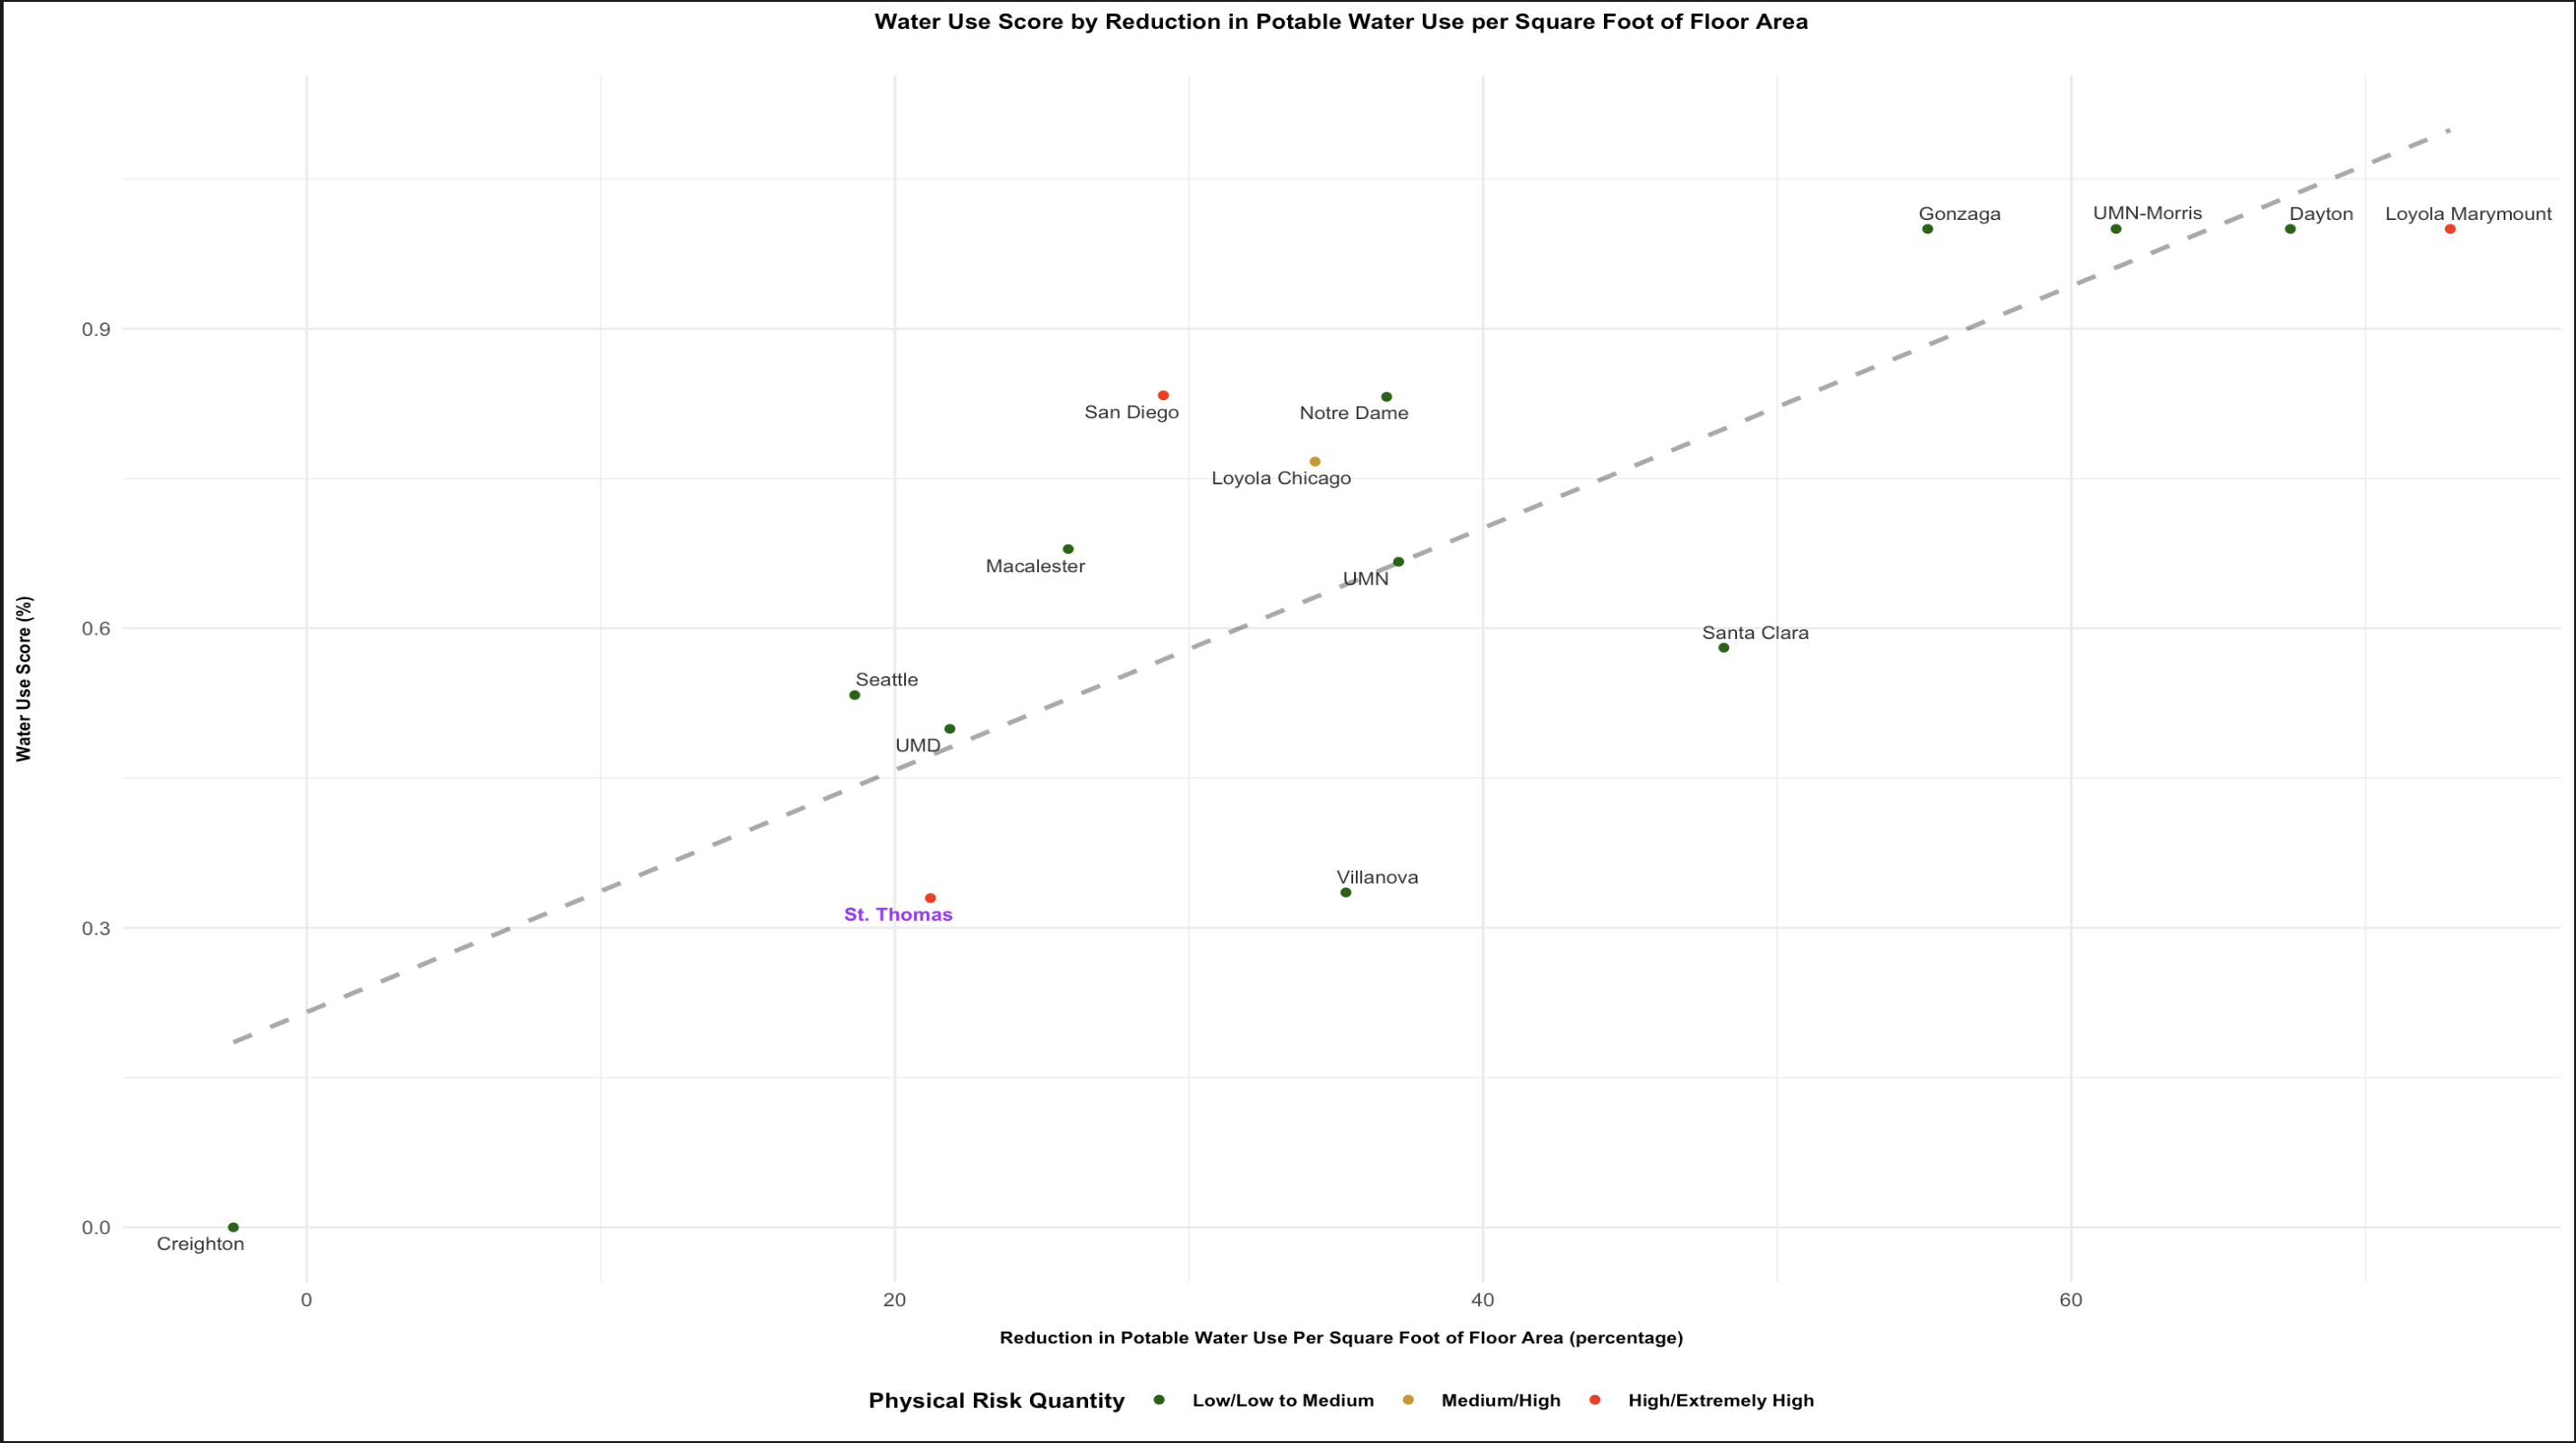 Water Use Score by Reduction in Potable Water Use per Square Foot of Floor Area
Gonzaga
UMN-Morris
Dayton
Loyola Marymount
0.9
San Diego
Notre Dame
Loyola Chicago
Macalester
UMN
Water Use Score (%)
0.6
Santa Clara
Seattle
UMD
Villanova
St. Thomas
0.3
0.0
Creighton
0
20
40
60
Reduction in Potable Water Use Per Square Foot of Floor Area (percentage)
Physical Risk Quantity
Low/Low to Medium
Medium/High
High/Extremely High